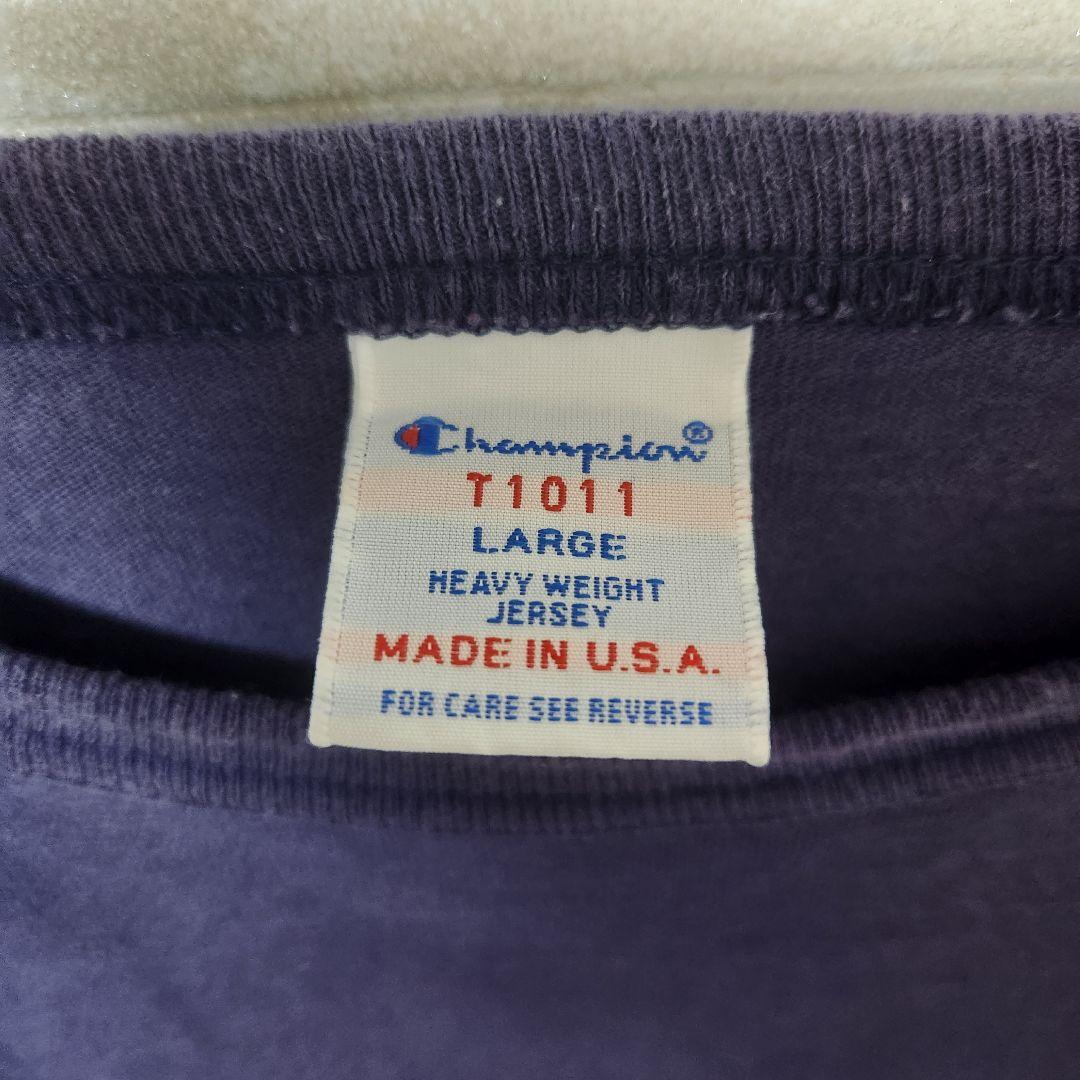 Champion®
T1011
LARGE
HEAVY WEIGHT
JERSEY
MADE IN U.S.A.
FOR CARE SEE REVERSE